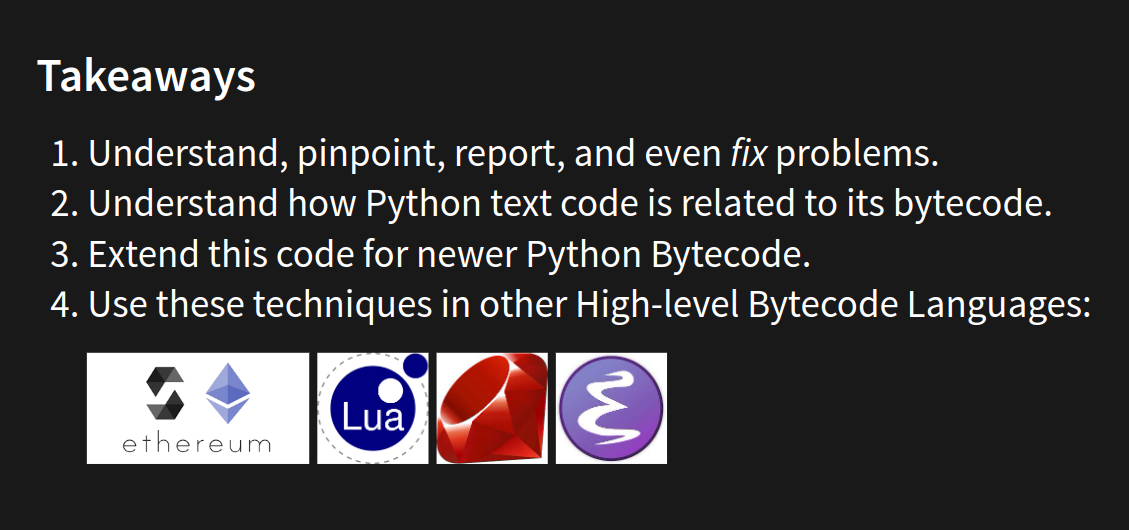 Takeaways
1. Understand, pinpoint, report, and even fix problems.
2. Understand how Python text code is related to its bytecode.
3. Extend this code for newer Python Bytecode.
4. Use these techniques in other High-level Bytecode Languages:
ethereum
Lua